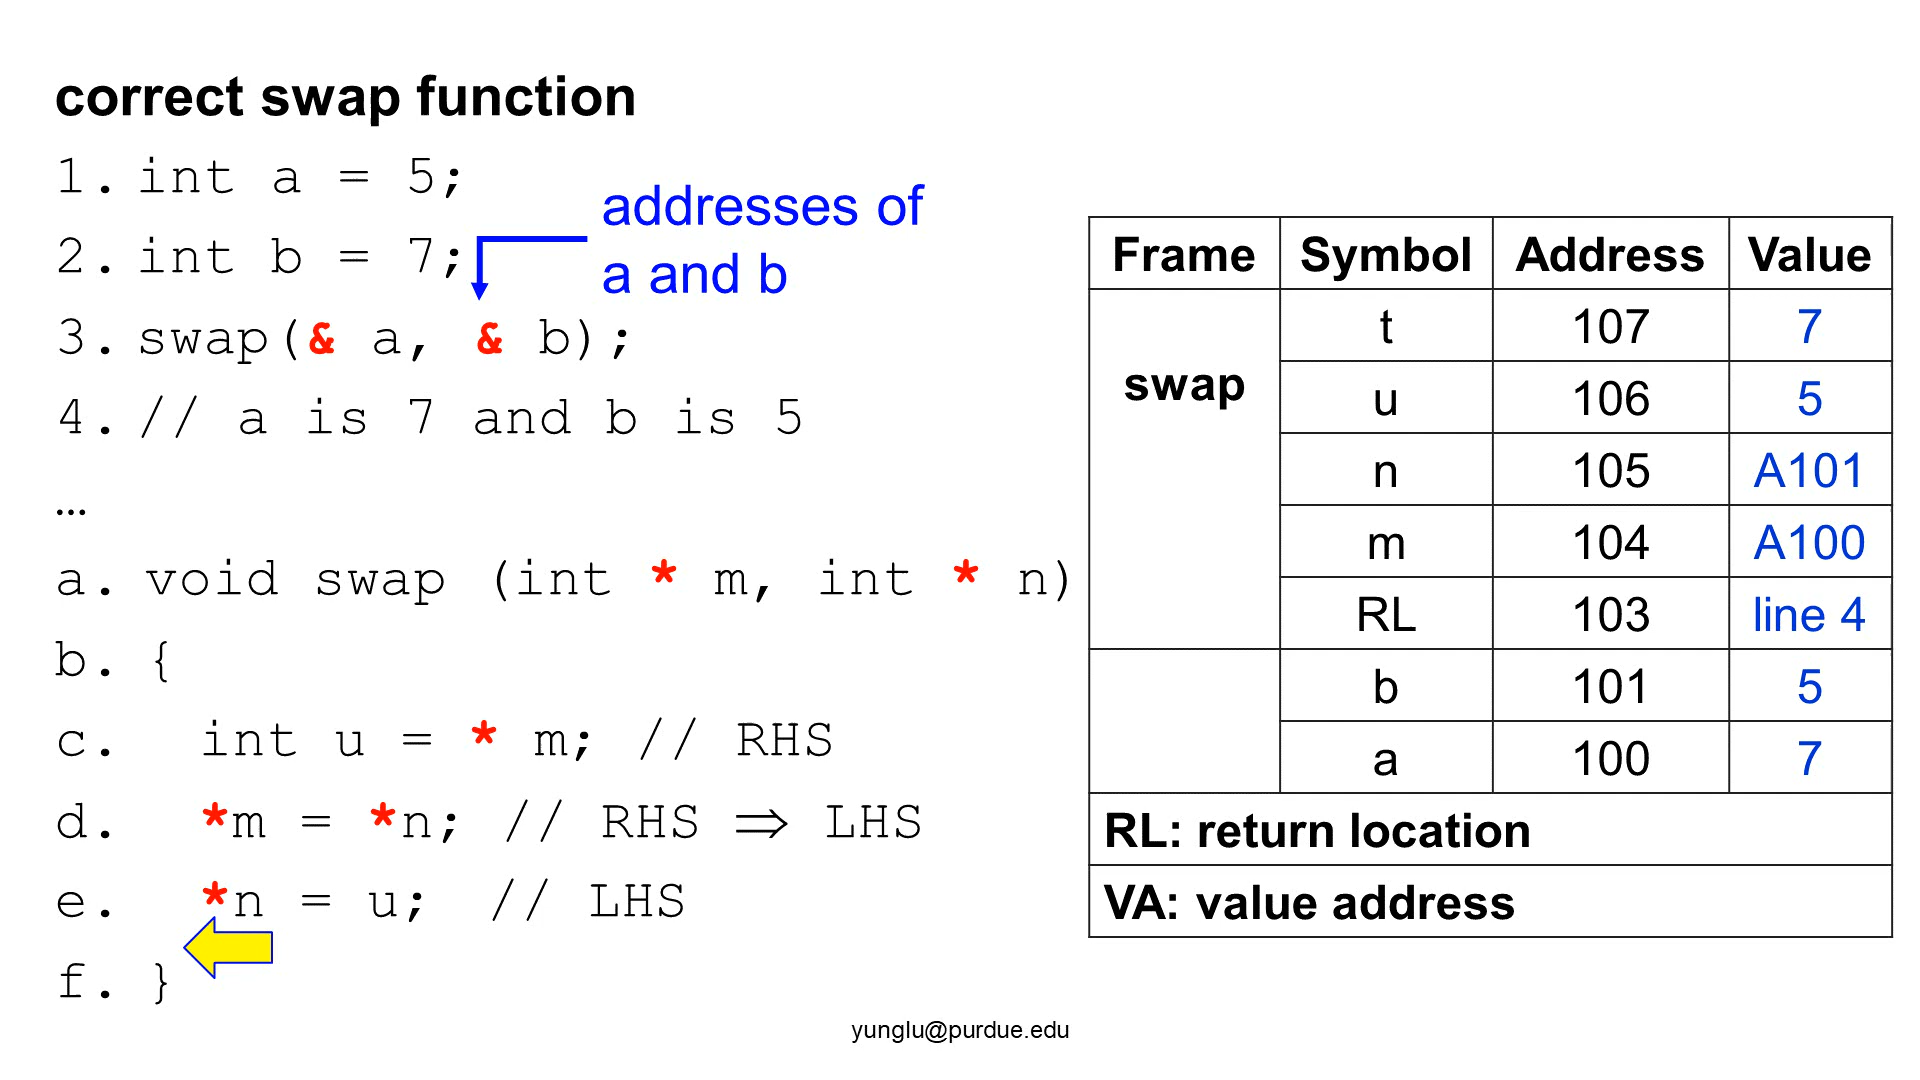 correct swap function
1. int a = 5;
2. int b = 7;
addresses of
a and b
3. swap(& a, & b);
4. // a is 7 and b is 5
…
a. void swap (int * m, int * n)
b. {
c. int u = * m; // RHS
d. *m = *n; // RHS ⇒ LHS
e. *n = u; // LHS
f. }
Frame Symbol Address Value
swap
t 107 7
u 106 5
n 105 A101
m 104 A100
RL 103 line 4
b 101 5
a 100 7
RL: return location
VA: value address
yunglu@purdue.edu